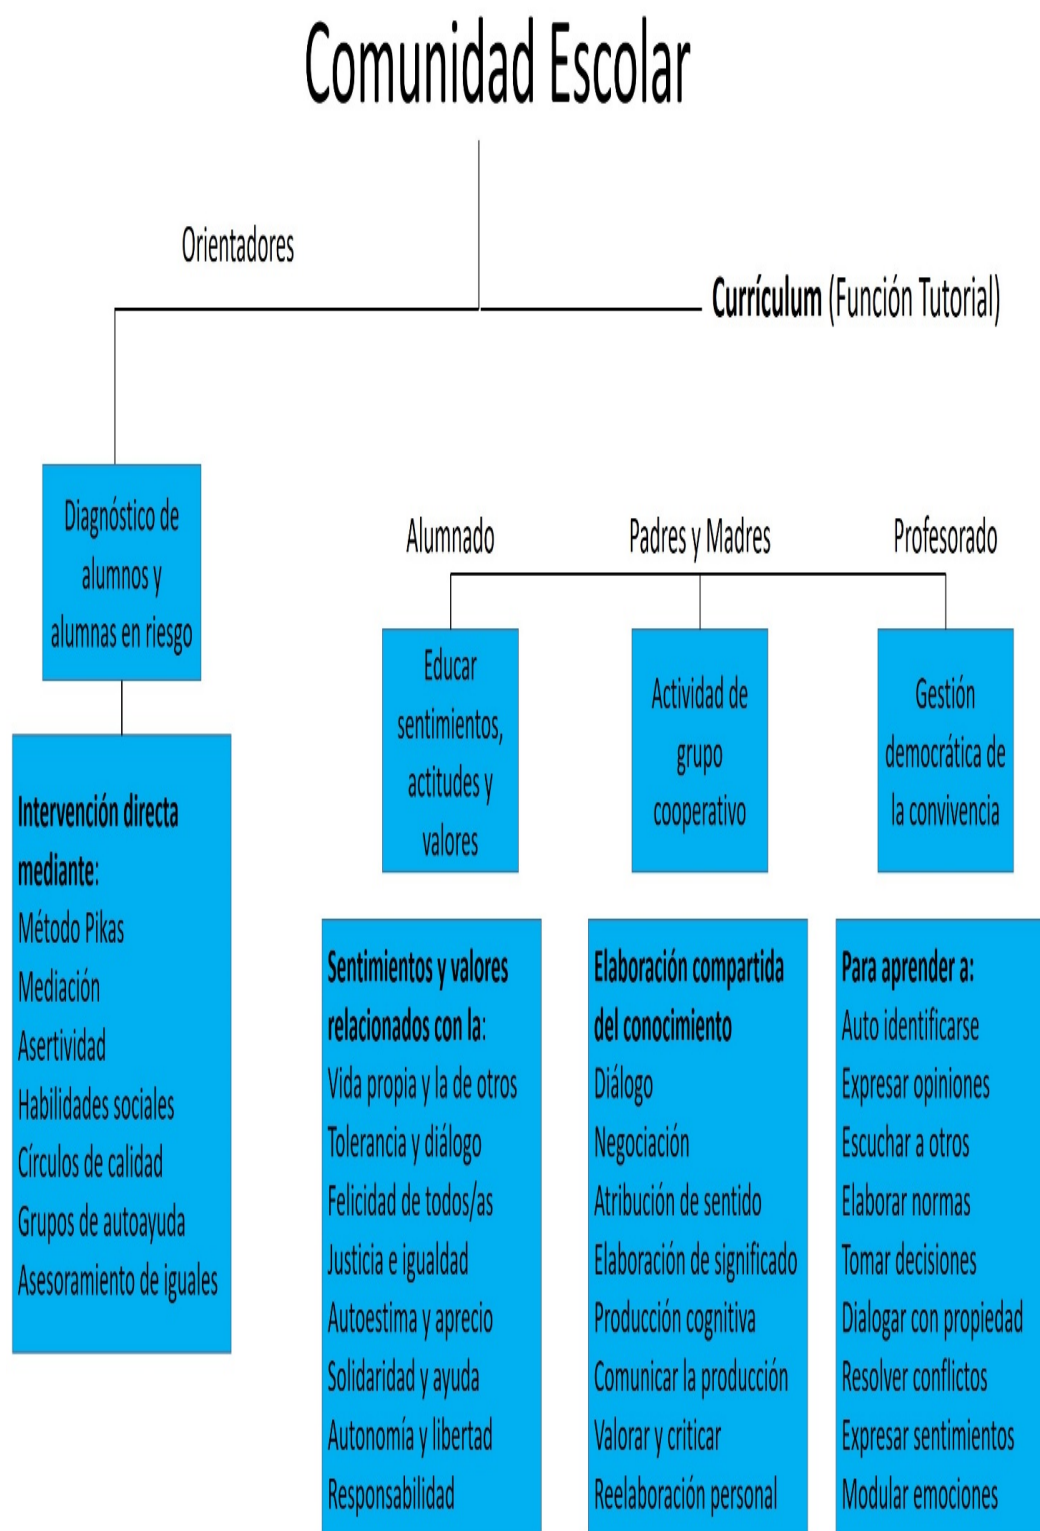 Comunidad Escolar
Orientadores
Currículum (Función Tutorial)
Diagnóstico de
alumnos y
alumnas en riesgo
Intervención directa
mediante:
Método Pikas
Mediación
Asertividad
Habilidades sociales
Círculos de calidad
Grupos de autoayuda
Asesoramiento de iguales
Alumnado
Educar
sentimientos,
actitudes y
valores
Sentimientos y valores
relacionados con la:
Vida propia y la de otros
Tolerancia y diálogo
Felicidad de todos/as
Justicia e igualdad
Autoestima y aprecio
Solidaridad y ayuda
Autonomía y libertad
Responsabilidad
Padres y Madres
Actividad de
grupo
cooperativo
Elaboración compartida
del conocimiento
Diálogo
Negociación
Atribución de sentido
Elaboración de significado
Producción cognitiva
Comunicar la producción
Valorar y criticar
Reelaboración personal
Profesorado
Gestión
democrática de
la convivencia
Para aprender a:
Auto identificarse
Expresar opiniones
Escuchar a otros
Elaborar normas
Tomar decisiones
Dialogar con propiedad
Resolver conflictos
Expresar sentimientos
Modular emociones